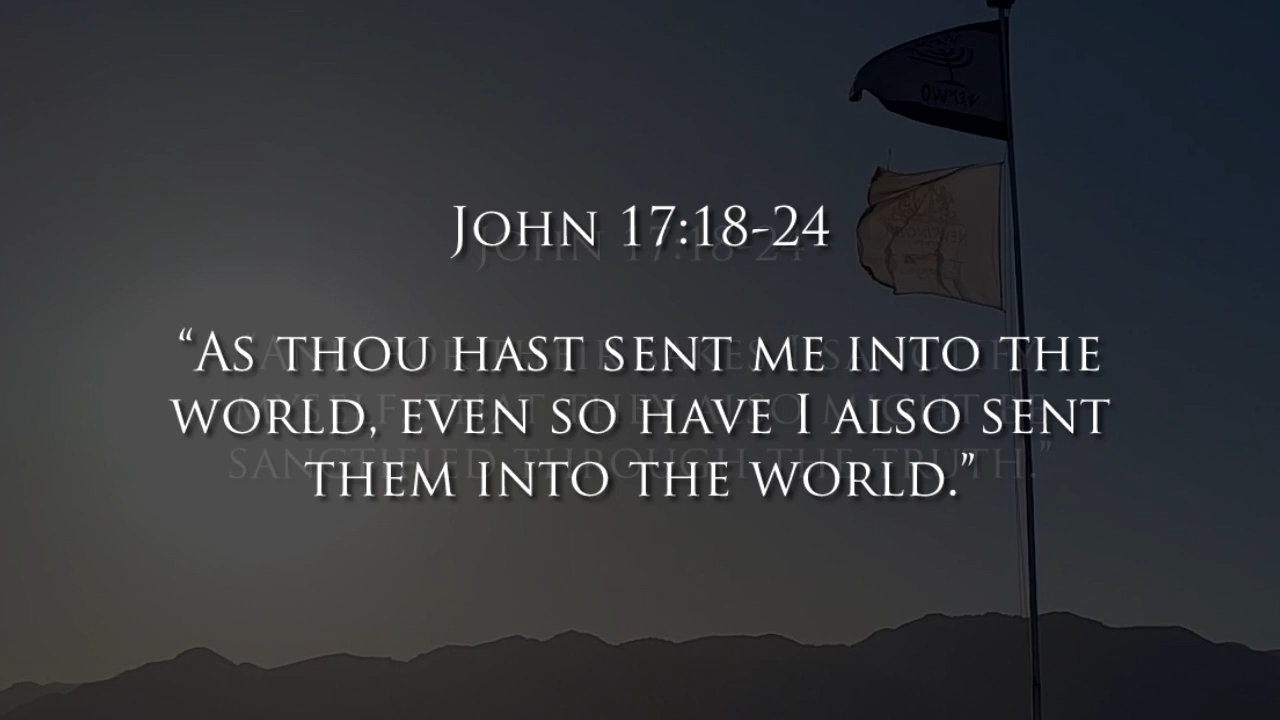 John 17:18-24
“As thou hast sent me into the
world, even so have I also sent
them into the world.”